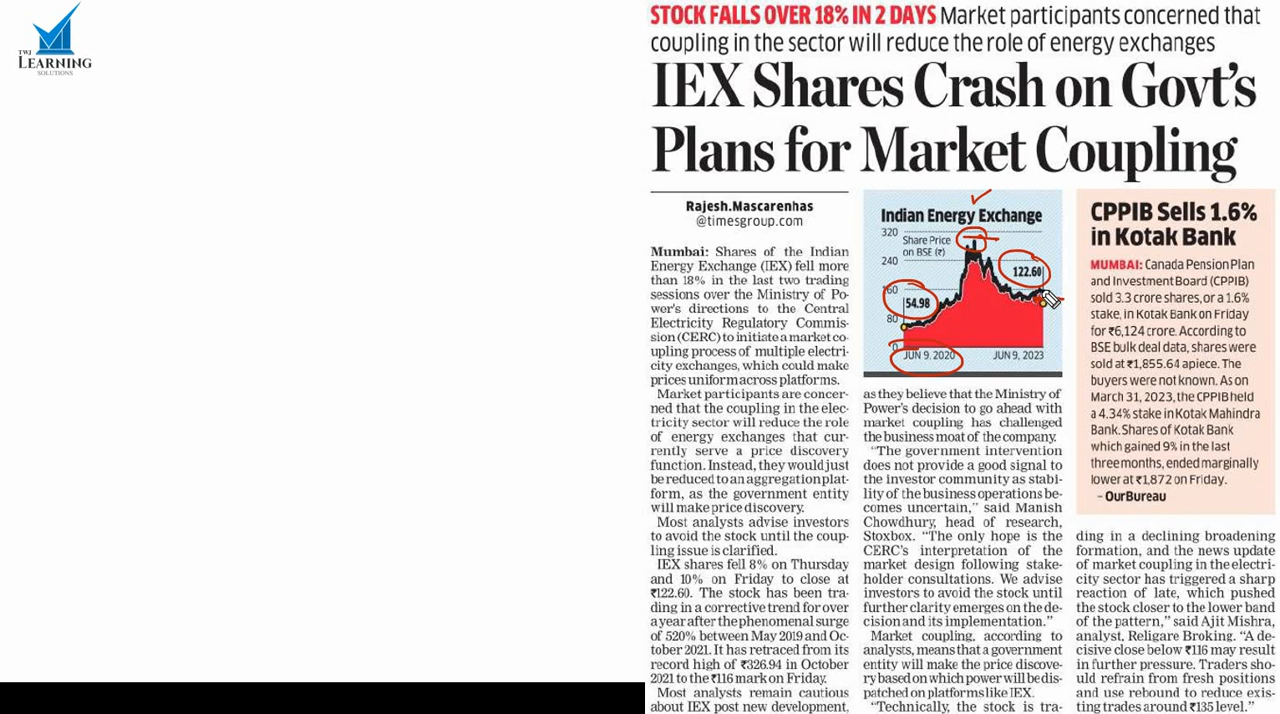 TWJ
LEARNING
SOLUTIONS
STOCK FALLS OVER 18% IN 2 DAYS Market participants concerned that
coupling in the sector will reduce the role of energy exchanges
IEX Shares Crash on Govt's
Plans for Market Coupling
Rajesh.Mascarenhas
@timesgroup.com
Mumbai: Shares of the Indian
Energy Exchange (IEX) fell more
than 18% in the last two trading
sessions over the Ministry of Po-
wer's directions to the Central
Electricity Regulatory Commis-
sion (CERC) to initiate a market co-
upling process of multiple electri-
city exchanges, which could make
prices uniform across platforms.
Market participants are concer-
ned that the coupling in the elec-
tricity sector will reduce the role
of energy exchanges that cur-
rently serve a price discovery
function. Instead, they would just
be reduced to an aggregation plat-
form, as the government entity
will make price discovery.
Most analysts advise investors
to avoid the stock until the coup-
ling issue is clarified.
IEX shares fell 8% on Thursday
and 10% on Friday to close at
₹122.60. The stock has been tra-
ding in a corrective trend for over
a year after the phenomenal surge
of 520% between May 2019 and Oc-
tober 2021. It has retraced from its
record high of ₹326.94 in October
2021 to the ₹116 mark on Friday.
Most analysts remain cautious
about IEX post new development,
Indian Energy Exchange
320
Share Price
on BSE (₹)
240
122.60
160
54.98
80
0
JUN 9, 2020 JUN 9, 2023
as they believe that the Ministry of
Power's decision to go ahead with
market coupling has challenged
the business moat of the company.
"The government intervention
does not provide a good signal to
the investor community as stabi-
lity of the business operations be-
comes uncertain," said Manish
Chowdhury, head of research,
Stoxbox. "The only hope is the
CERC's interpretation of the
market design following stake-
holder consultations. We advise
investors to avoid the stock until
further clarity emerges on the de-
cision and its implementation."
Market coupling, according to
analysts, means that a government
entity will make the price discove-
ry based on which power will be dis-
patched on platforms like IEX.
"Technically, the stock is tra-
CPPIB Sells 1.6%
in Kotak Bank
MUMBAI: Canada Pension Plan
and Investment Board (CPPIB)
sold 3.3 crore shares, or a 1.6%
stake, in Kotak Bank on Friday
for ₹6,124 crore. According to
BSE bulk deal data, shares were
sold at ₹1,855.64 apiece. The
buyers were not known. As on
March 31, 2023, the CPPIB held
a 4.34% stake in Kotak Mahindra
Bank. Shares of Kotak Bank
which gained 9% in the last
three months, ended marginally
lower at ₹1,872 on Friday.
– Our Bureau
ding in a declining broadening
formation, and the news update
of market coupling in the electri-
city sector has triggered a sharp
reaction of late, which pushed
the stock closer to the lower band
of the pattern," said Ajit Mishra,
analyst, Religare Broking. "A de-
cisive close below ₹116 may result
in further pressure. Traders sho-
uld refrain from fresh positions
and use rebound to reduce exis-
ting trades around ₹135 level."